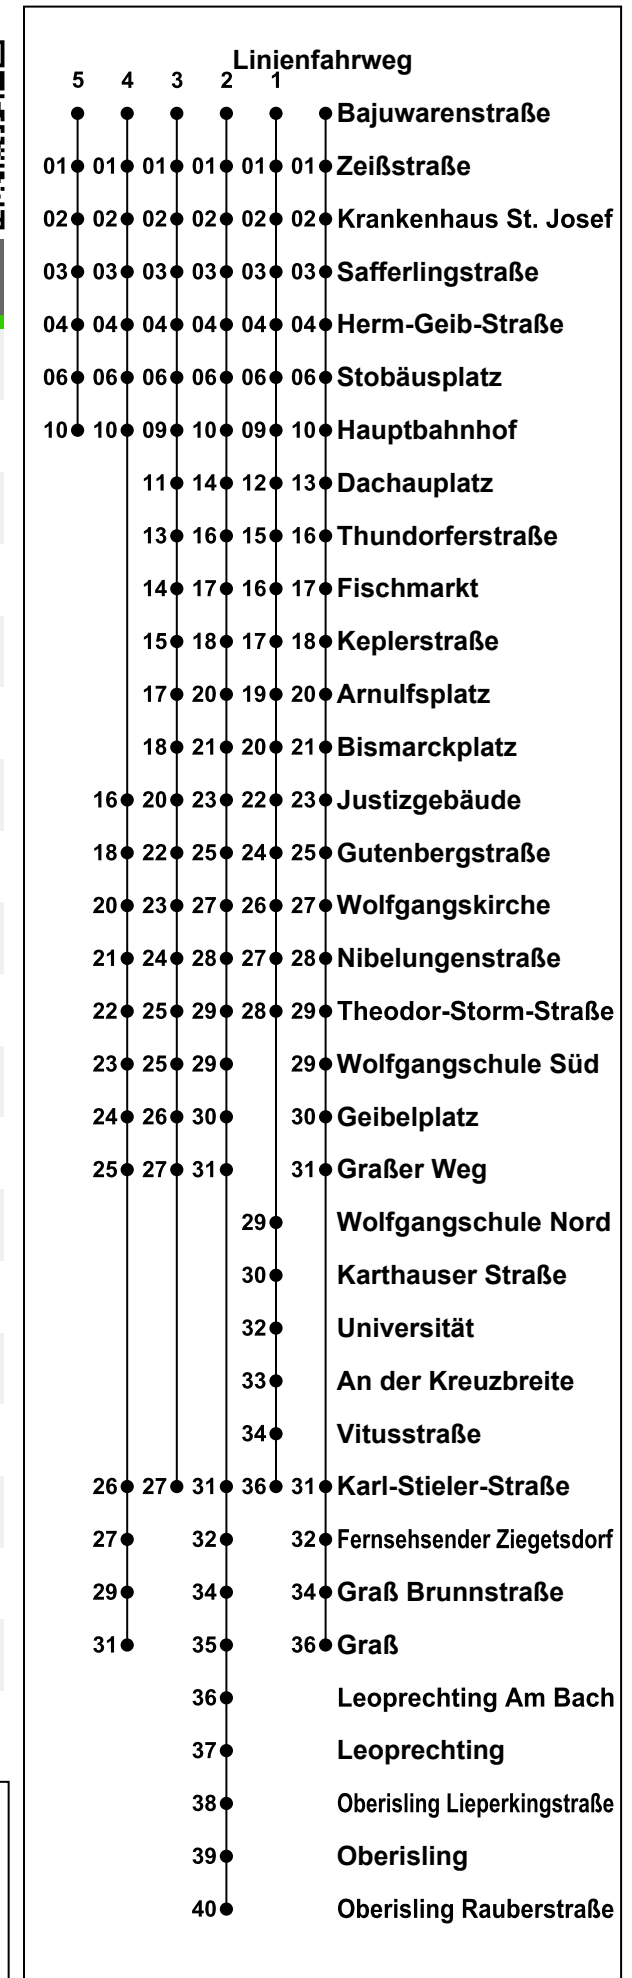 Linienfahrweg
5 4 3 2 1
Bajuwarenstraße
01 01 01 01 01 01 Zeißstraße
02 02 02 02 02 02 Krankenhaus St. Josef
03 03 03 03 03 03 Safferlingstraße
04 04 04 04 04 04 Herm-Geib-Straße
06 06 06 06 06 06 Stobäusplatz
10 10 09 10 09 10 Hauptbahnhof
11 14 12 13 Dachauplatz
13 16 15 16 Thundorferstraße
14 17 16 17 Fischmarkt
15 18 17 18 Keplerstraße
17 20 19 20 Arnulfsplatz
18 21 20 21 Bismarckplatz
16 20 23 22 23 Justizgebäude
18 22 25 24 25 Gutenbergstraße
20 23 27 26 27 Wolfgangskirche
21 24 28 27 28 Nibelungenstraße
22 25 29 28 29 Theodor-Storm-Straße
23 25 29 29 Wolfgangschule Süd
24 26 30 30 Geibelplatz
25 27 31 31 Graßer Weg
29 Wolfgangschule Nord
30 Karthauser Straße
32 Universität
33 An der Kreuzbreite
34 Vitusstraße
26 27 31 36 31 Karl-Stieler-Straße
27 32 32 Fernsehsender Ziegetsdorf
29 34 34 Graß Brunnstraße
31 35 36 Graß
36 Leoprechting Am Bach
37 Leoprechting
38 Oberisling Lieperkingstraße
39 Oberisling
40 Oberisling Rauberstraße